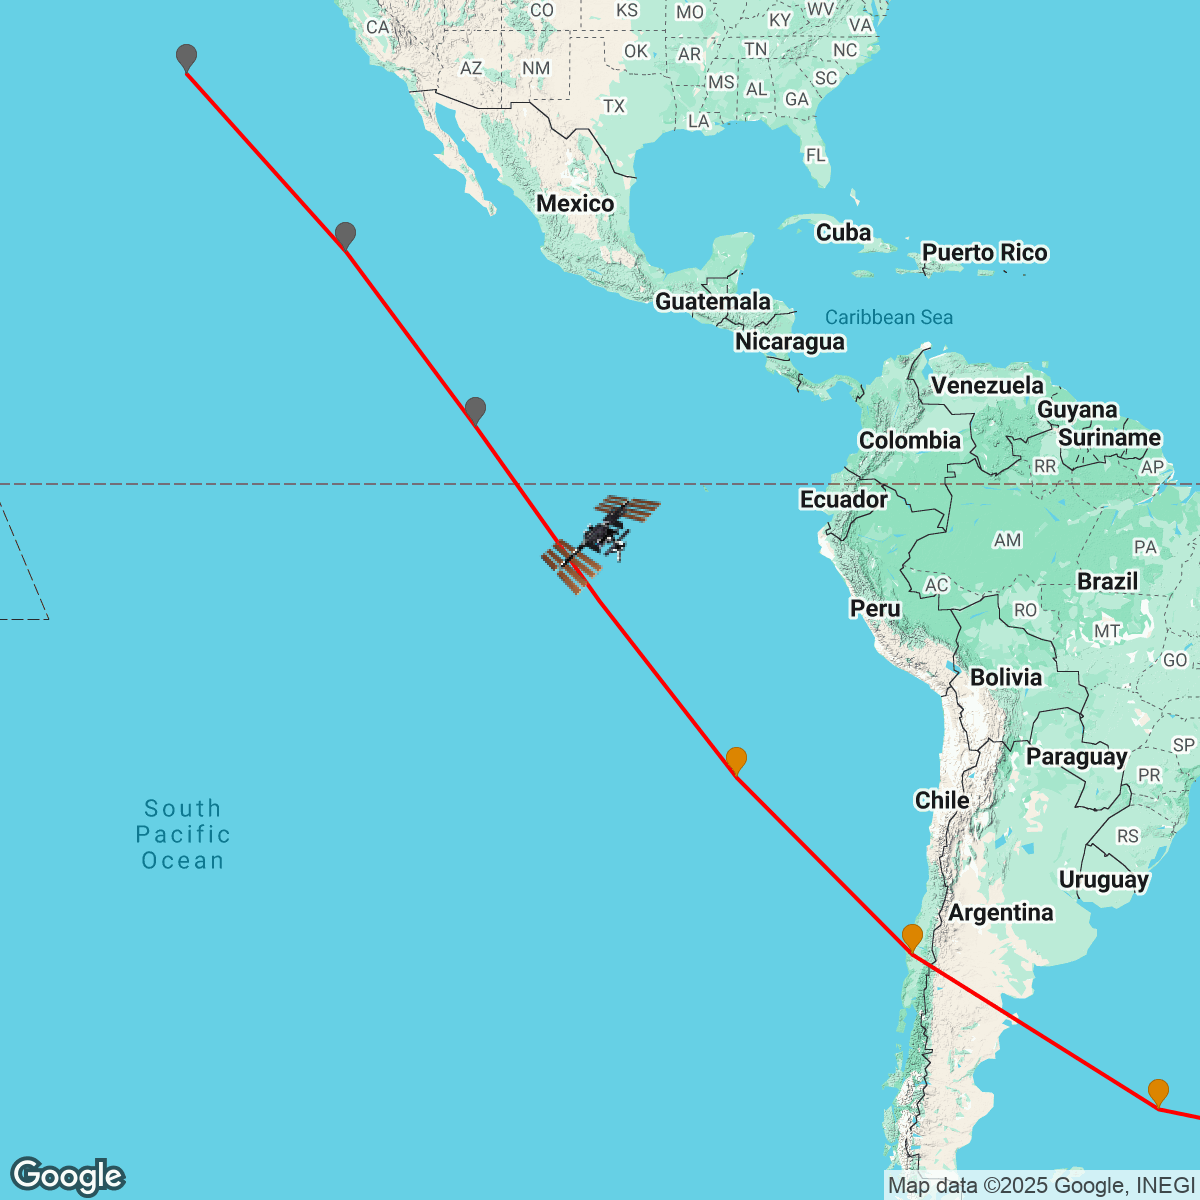 CO
KS
MO
KY
WV
VA
CA
OK
AR
TN
NC
AZ
NM
MS
AL
SC
GA
TX
LA
FL
Mexico
Cuba
Puerto Rico
Guatemala
Caribbean Sea
Nicaragua
Venezuela
Guyana
Colombia
Suriname
RR
AP
Ecuador
AM
PA
AC
Brazil
Peru
RO
MT
GO
Bolivia
SP
Paraguay
PR
Chile
South
Pacific
Ocean
RS
Uruguay
Argentina
Google
Map data ©2025 Google, INEGI